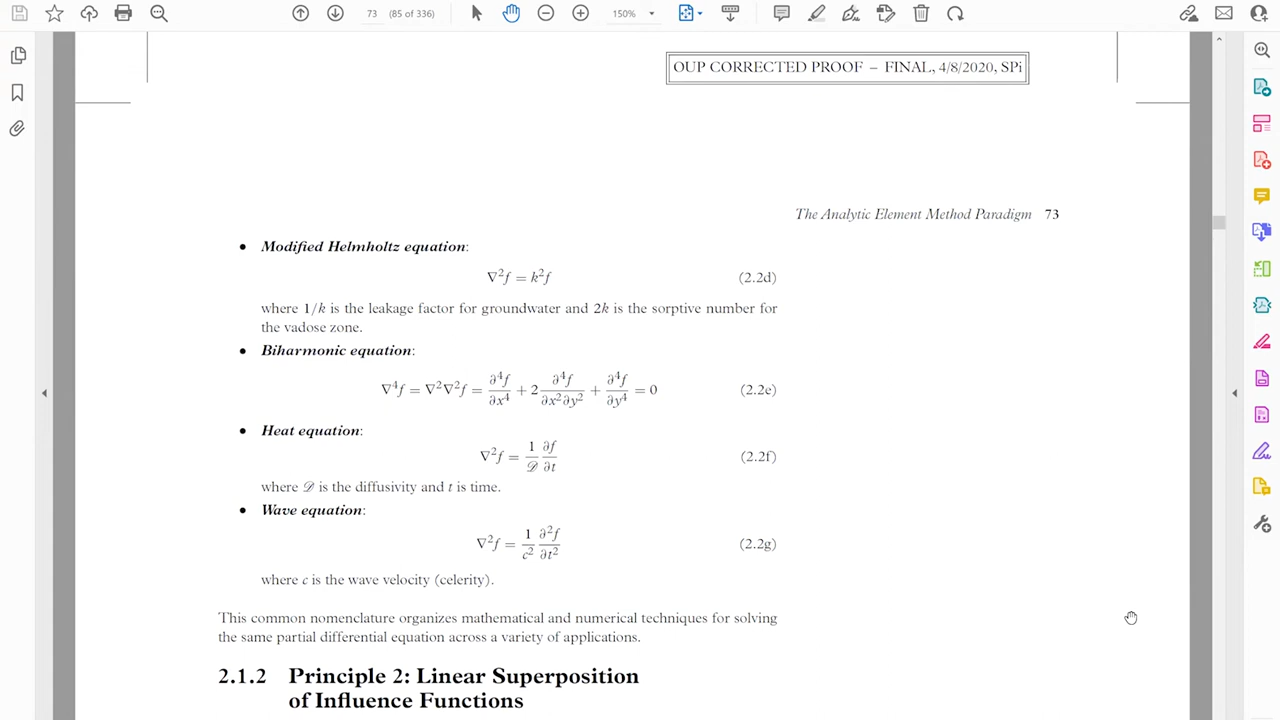 73 (85 of 336)
150%
OUP CORRECTED PROOF – FINAL, 4/8/2020, SPi
The Analytic Element Method Paradigm 73
• Modified Helmholtz equation:
∇²f = k²f (2.2d)
where 1/k is the leakage factor for groundwater and 2k is the sorptive number for
the vadose zone.
• Biharmonic equation:
∇⁴f = ∇²∇²f = ∂⁴f/∂x⁴ + 2 ∂⁴f/∂x²∂y² + ∂⁴f/∂y⁴ = 0 (2.2e)
• Heat equation:
∇²f = 1/𝒟 ∂f/∂t (2.2f)
where 𝒟 is the diffusivity and t is time.
• Wave equation:
∇²f = 1/c² ∂²f/∂t² (2.2g)
where c is the wave velocity (celerity).
This common nomenclature organizes mathematical and numerical techniques for solving
the same partial differential equation across a variety of applications.
2.1.2 Principle 2: Linear Superposition
of Influence Functions